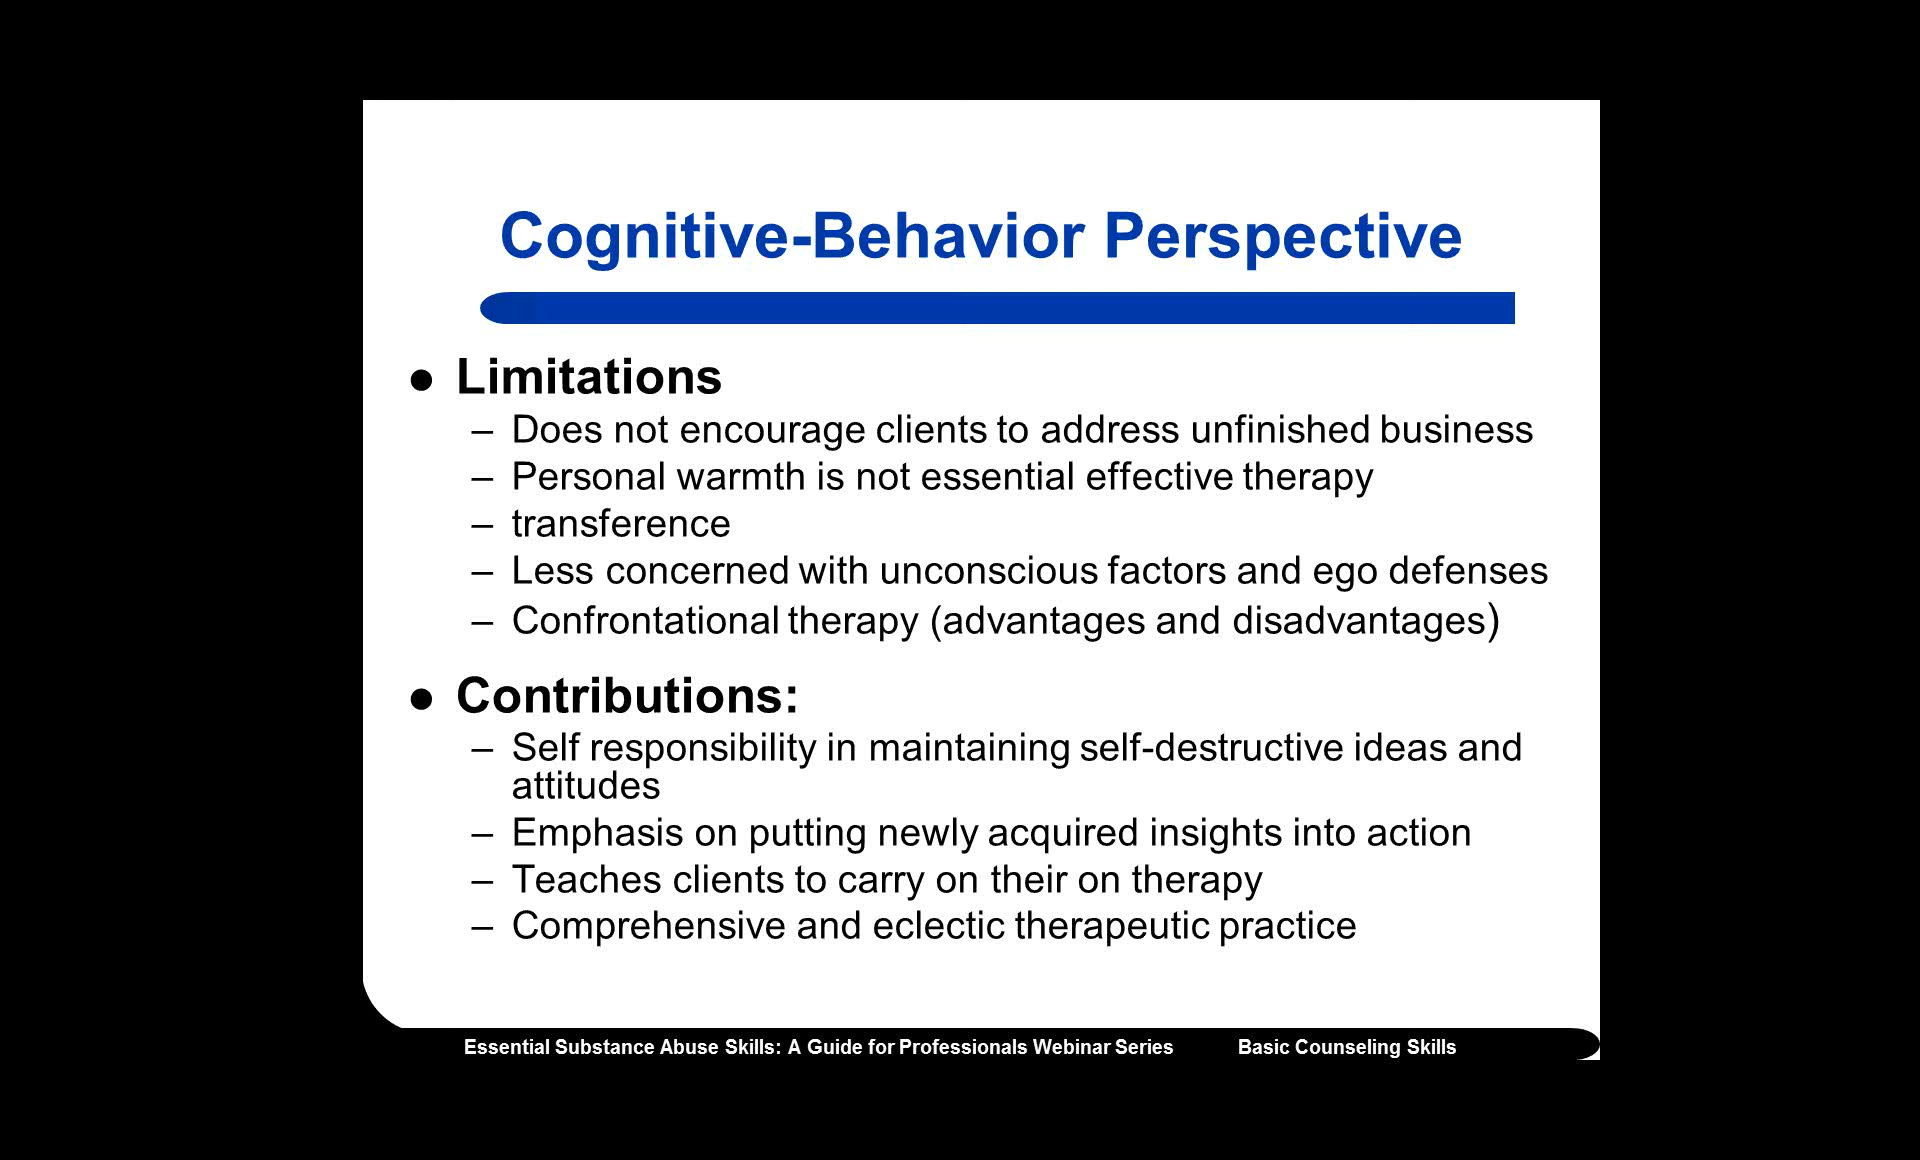 Cognitive-Behavior Perspective
● Limitations
– Does not encourage clients to address unfinished business
– Personal warmth is not essential effective therapy
– transference
– Less concerned with unconscious factors and ego defenses
– Confrontational therapy (advantages and disadvantages)
● Contributions:
– Self responsibility in maintaining self-destructive ideas and
attitudes
– Emphasis on putting newly acquired insights into action
– Teaches clients to carry on their on therapy
– Comprehensive and eclectic therapeutic practice
Essential Substance Abuse Skills: A Guide for Professionals Webinar Series Basic Counseling Skills